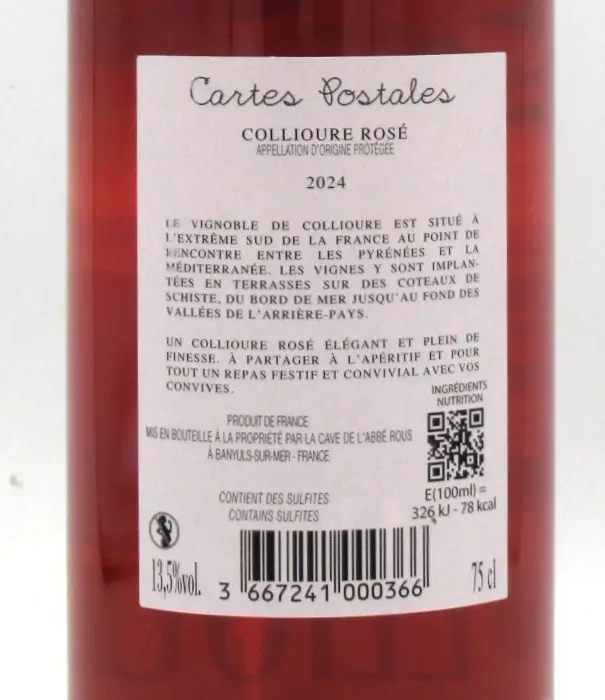 Cartes Postales
COLLIOURE ROSÉ
APPELLATION D'ORIGINE PROTÉGÉE
2024
LE VIGNOBLE DE COLLIOURE EST SITUÉ À
L'EXTRÊME SUD DE LA FRANCE AU POINT DE
RENCONTRE ENTRE LES PYRÉNÉES ET LA
MÉDITERRANÉE. LES VIGNES Y SONT IMPLAN-
TÉES EN TERRASSES SUR DES COTEAUX DE
SCHISTE, DU BORD DE MER JUSQU'AU FOND DES
VALLÉES DE L'ARRIÈRE-PAYS.
UN COLLIOURE ROSÉ ÉLÉGANT ET PLEIN DE
FINESSE. À PARTAGER À L'APÉRITIF ET POUR
TOUT UN REPAS FESTIF ET CONVIVIAL AVEC VOS
CONVIVES.
INGRÉDIENTS
NUTRITION
PRODUIT DE FRANCE
MIS EN BOUTEILLE À LA PROPRIÉTÉ PAR LA CAVE DE L'ABBÉ ROUS
À BANYULS-SUR-MER - FRANCE
E(100ml) =
326 kJ - 78 kcal
CONTIENT DES SULFITES
CONTAINS SULFITES
13,5%vol.
3 667241 000366
75 cl